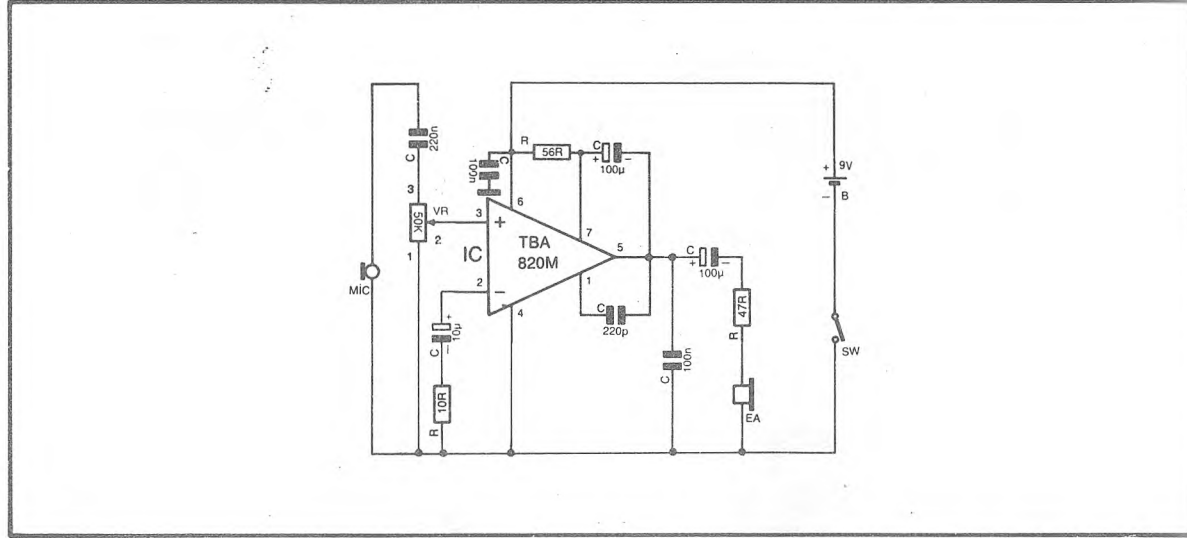 C
220n
3
50K
VR
2
1
MIC
C
100n
R
56R
C
+
100µ
−
6
3
+
IC
TBA
820M
7
5
2
−
1
4
−
C
220p
+
10µ
C
−
10R
R
C
100n
C
+
100µ
−
47R
R
EA
+
9V
−
B
SW